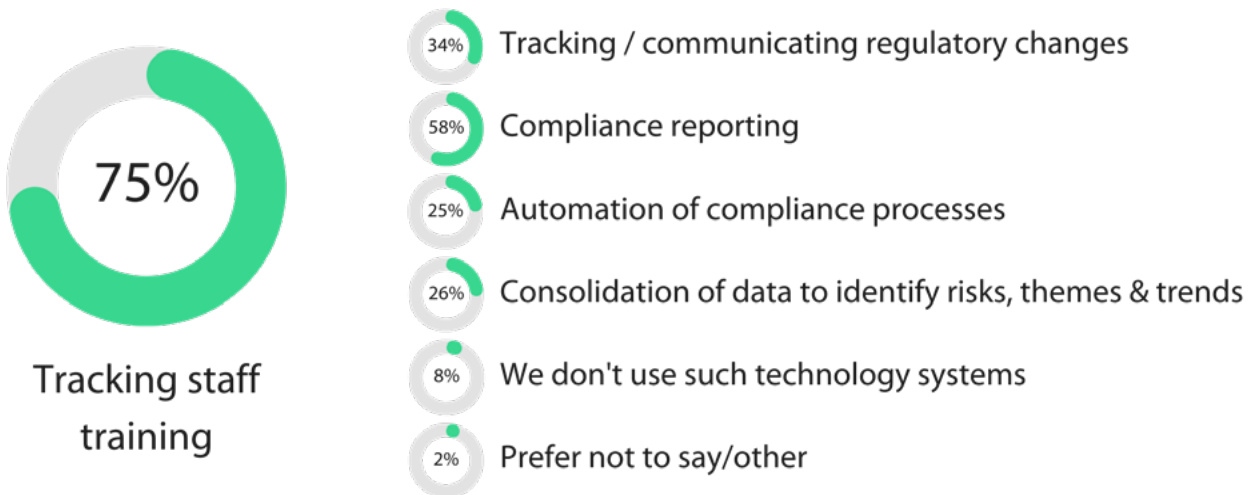 75%
Tracking staff
training
34% Tracking / communicating regulatory changes
58% Compliance reporting
25% Automation of compliance processes
26% Consolidation of data to identify risks, themes & trends
8% We don't use such technology systems
2% Prefer not to say/other